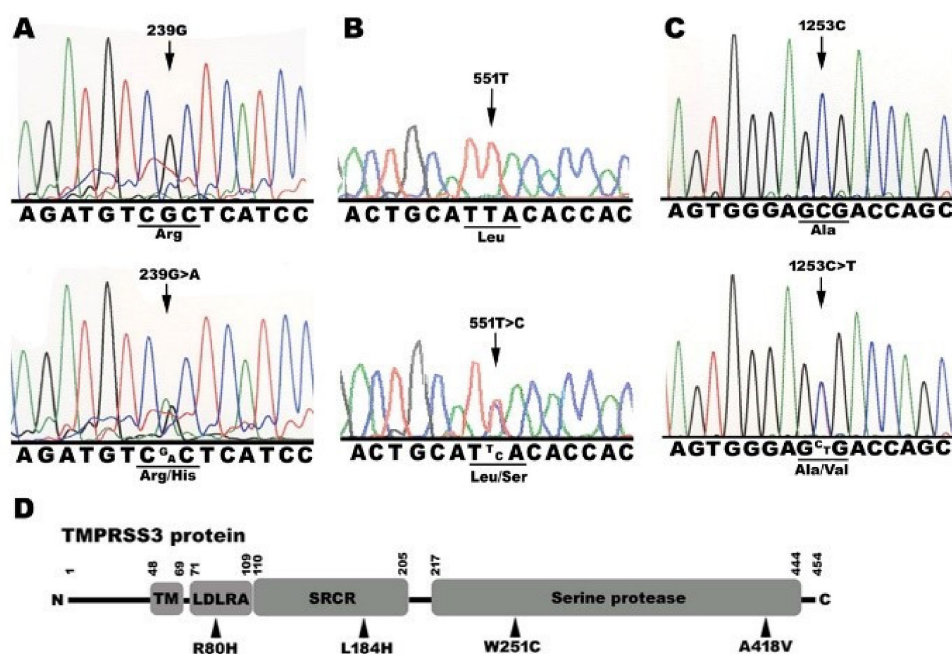 A
239G
AGATGTCGCTCATCC
Arg
239G>A
AGATGTCGACTCATCC
Arg/His
B
551T
ACTGCATTACACCAC
Leu
551T>C
ACTGCATTCACACCAC
Leu/Ser
C
1253C
AGTGGGAGCGACCAGC
Ala
1253C>T
AGTGGGAGCTGACCAGC
Ala/Val
D
TMPRSS3 protein
1 48 69 71 109 110 205 217 444 454
N TM LDLRA SRCR Serine protease C
R80H L184H W251C A418V